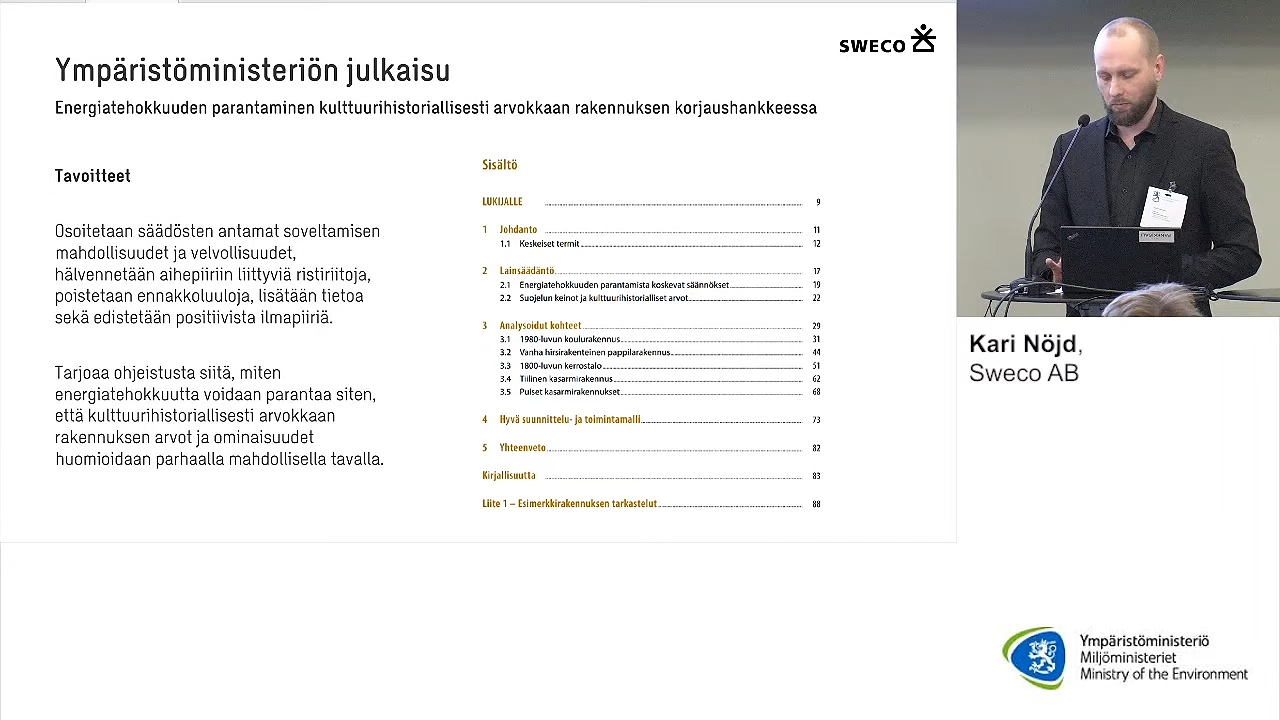 SWECO
Ympäristöministeriön julkaisu
Energiatehokkuuden parantaminen kulttuurihistoriallisesti arvokkaan rakennuksen korjaushankkeessa
Tavoitteet
Osoitetaan säädösten antamat soveltamisen
mahdollisuudet ja velvollisuudet,
hälvennetään aihepiiriin liittyviä ristiriitoja,
poistetaan ennakkoluuloja, lisätään tietoa
sekä edistetään positiivista ilmapiiriä.
Tarjoaa ohjeistusta siitä, miten
energiatehokkuutta voidaan parantaa siten,
että kulttuurihistoriallisesti arvokkaan
rakennuksen arvot ja ominaisuudet
huomioidaan parhaalla mahdollisella tavalla.
Sisältö
LUKIJALLE 9
1 Johdanto 11
1.1 Keskeiset termit 12
2 Lainsäädäntö 17
2.1 Energiatehokkuuden parantamista koskevat säännökset 19
2.2 Suojelun keinot ja kulttuurihistorialliset arvot 22
3 Analysoidut kohteet 29
3.1 1980-luvun koulurakennus 31
3.2 Vanha hirsirakenteinen pappilarakennus 44
3.3 1800-luvun kerrostalo 51
3.4 Tiilinen kasarmirakennus 62
3.5 Puiset kasarmirakennukset 68
4 Hyvä suunnittelu- ja toimintamalli 73
5 Yhteenveto 82
Kirjallisuutta 83
Liite 1 – Esimerkkirakennuksen tarkastelut 88
Kari Nöjd,
Sweco AB
Ympäristöministeriö
Miljöministeriet
Ministry of the Environment